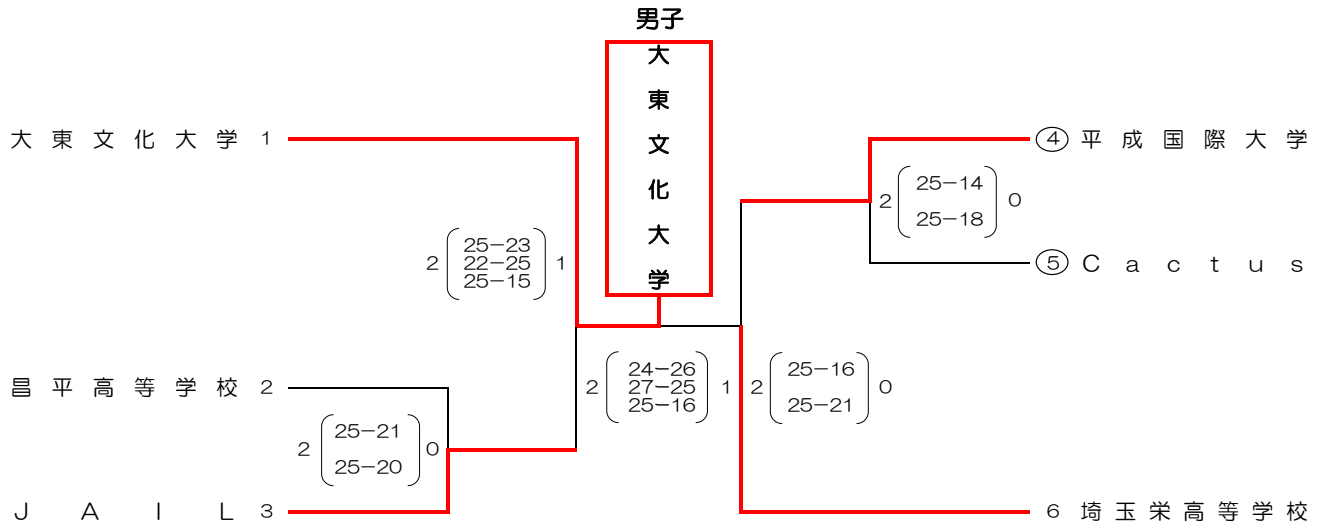 男子
大東文化大学
大東文化大学 1
④ 平成国際大学
2 25-14 0
25-18
⑤ Cactus
25-23
2 22-25 1
25-15
昌平高等学校 2
24-26
2 27-25 1
25-16
25-16
2 0
25-21
25-21
2 0
25-20
JAIL 3
6 埼玉栄高等学校